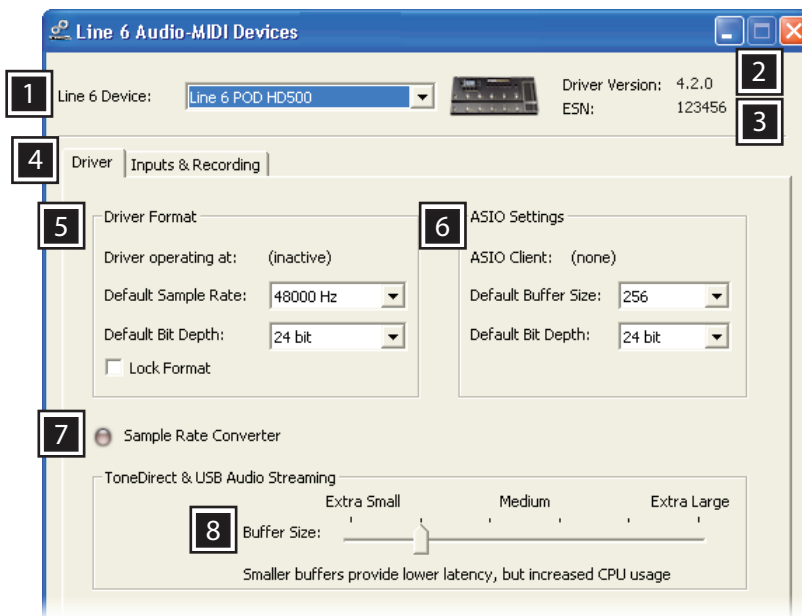 Line 6 Audio-MIDI Devices
1
Line 6 Device:
Line 6 POD HD500
Driver Version: 4.2.0
2
ESN: 123456
3
4
Driver
Inputs & Recording
5
Driver Format
Driver operating at: (inactive)
Default Sample Rate: 48000 Hz
Default Bit Depth: 24 bit
Lock Format
6
ASIO Settings
ASIO Client: (none)
Default Buffer Size: 256
Default Bit Depth: 24 bit
7
Sample Rate Converter
ToneDirect & USB Audio Streaming
Extra Small Medium Extra Large
8
Buffer Size:
Smaller buffers provide lower latency, but increased CPU usage